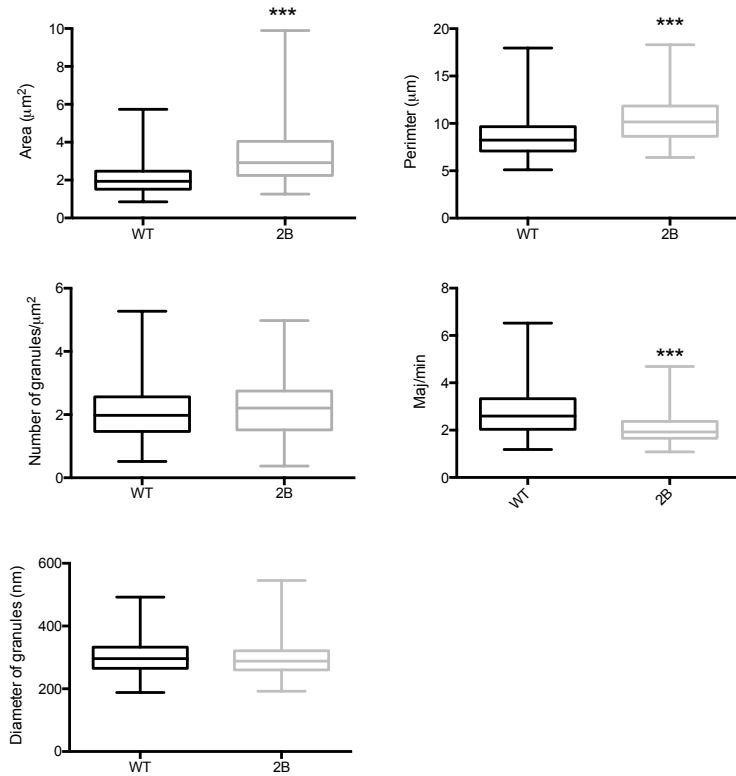 ***
Area (μm²)
10
8
6
4
2
0
WT
2B
***
Perimter (μm)
20
15
10
5
0
WT
2B
Number of granules/μm²
6
4
2
0
WT
2B
***
Maj/min
8
6
4
2
0
WT
2B
Diameter of granules (nm)
600
400
200
0
WT
2B